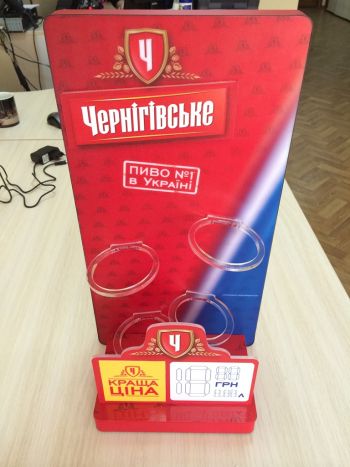 Ч
ЧЕРНІГІВСЬКЕ
ПИВО №1
В УКРАЇНІ
Ч
КРАЩА
ЦІНА
ГРН
Л